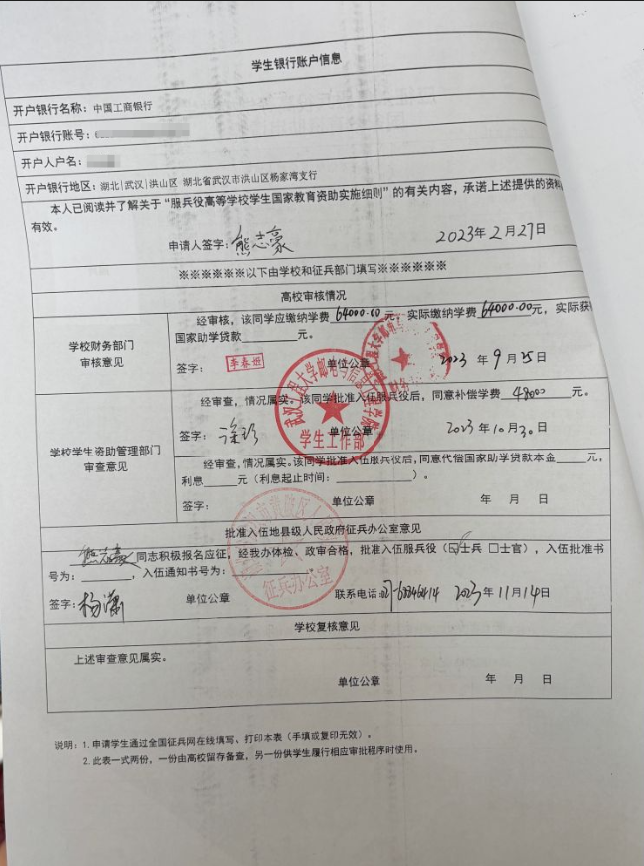 学生银行账户信息
开户银行名称：中国工商银行
开户银行账号：
开户人户名：
开户银行地区：湖北|武汉|洪山区 湖北省武汉市洪山区杨家湾支行
本人已阅读并了解关于“服兵役高等学校学生国家教育资助实施细则”的有关内容，承诺上述提供的资料
有效。
申请人签字：熊志豪 2023年2月27日
※※※※※※以下由学校和征兵部门填写※※※※※※
高校审核情况
学校财务部门
审核意见
经审核，该同学应缴纳学费64000.00元，实际缴纳学费64000.00元，实际获
国家助学贷款______元。
签字：李春妞 单位公章 2023年9月25日
学校学生资助管理部门
审查意见
经审查，情况属实。该同学批准入伍服兵役后，同意补偿学费48000元。
签字： 单位公章 2023年10月30日
学生工作部
经审查，情况属实。该同学批准入伍服兵役后，同意代偿国家助学贷款本金____元，
利息____元（利息起止时间：____________）。
签字： 单位公章 年 月 日
批准入伍地县级人民政府征兵办公室意见
熊志豪同志积极报名应征，经我办体检、政审合格，批准入伍服兵役（☑士兵 □士官），入伍批准书
号为：________，入伍通知书号为：____________。
征兵办公室
签字：杨潇 单位公章 联系电话： 2023年11月14日
学校复核意见
上述审查意见属实。
单位公章 年 月 日
说明：1.申请学生通过全国征兵网在线填写、打印本表（手填或复印无效）。
2.此表一式两份，一份由高校留存备查，另一份供学生履行相应审批程序时使用。